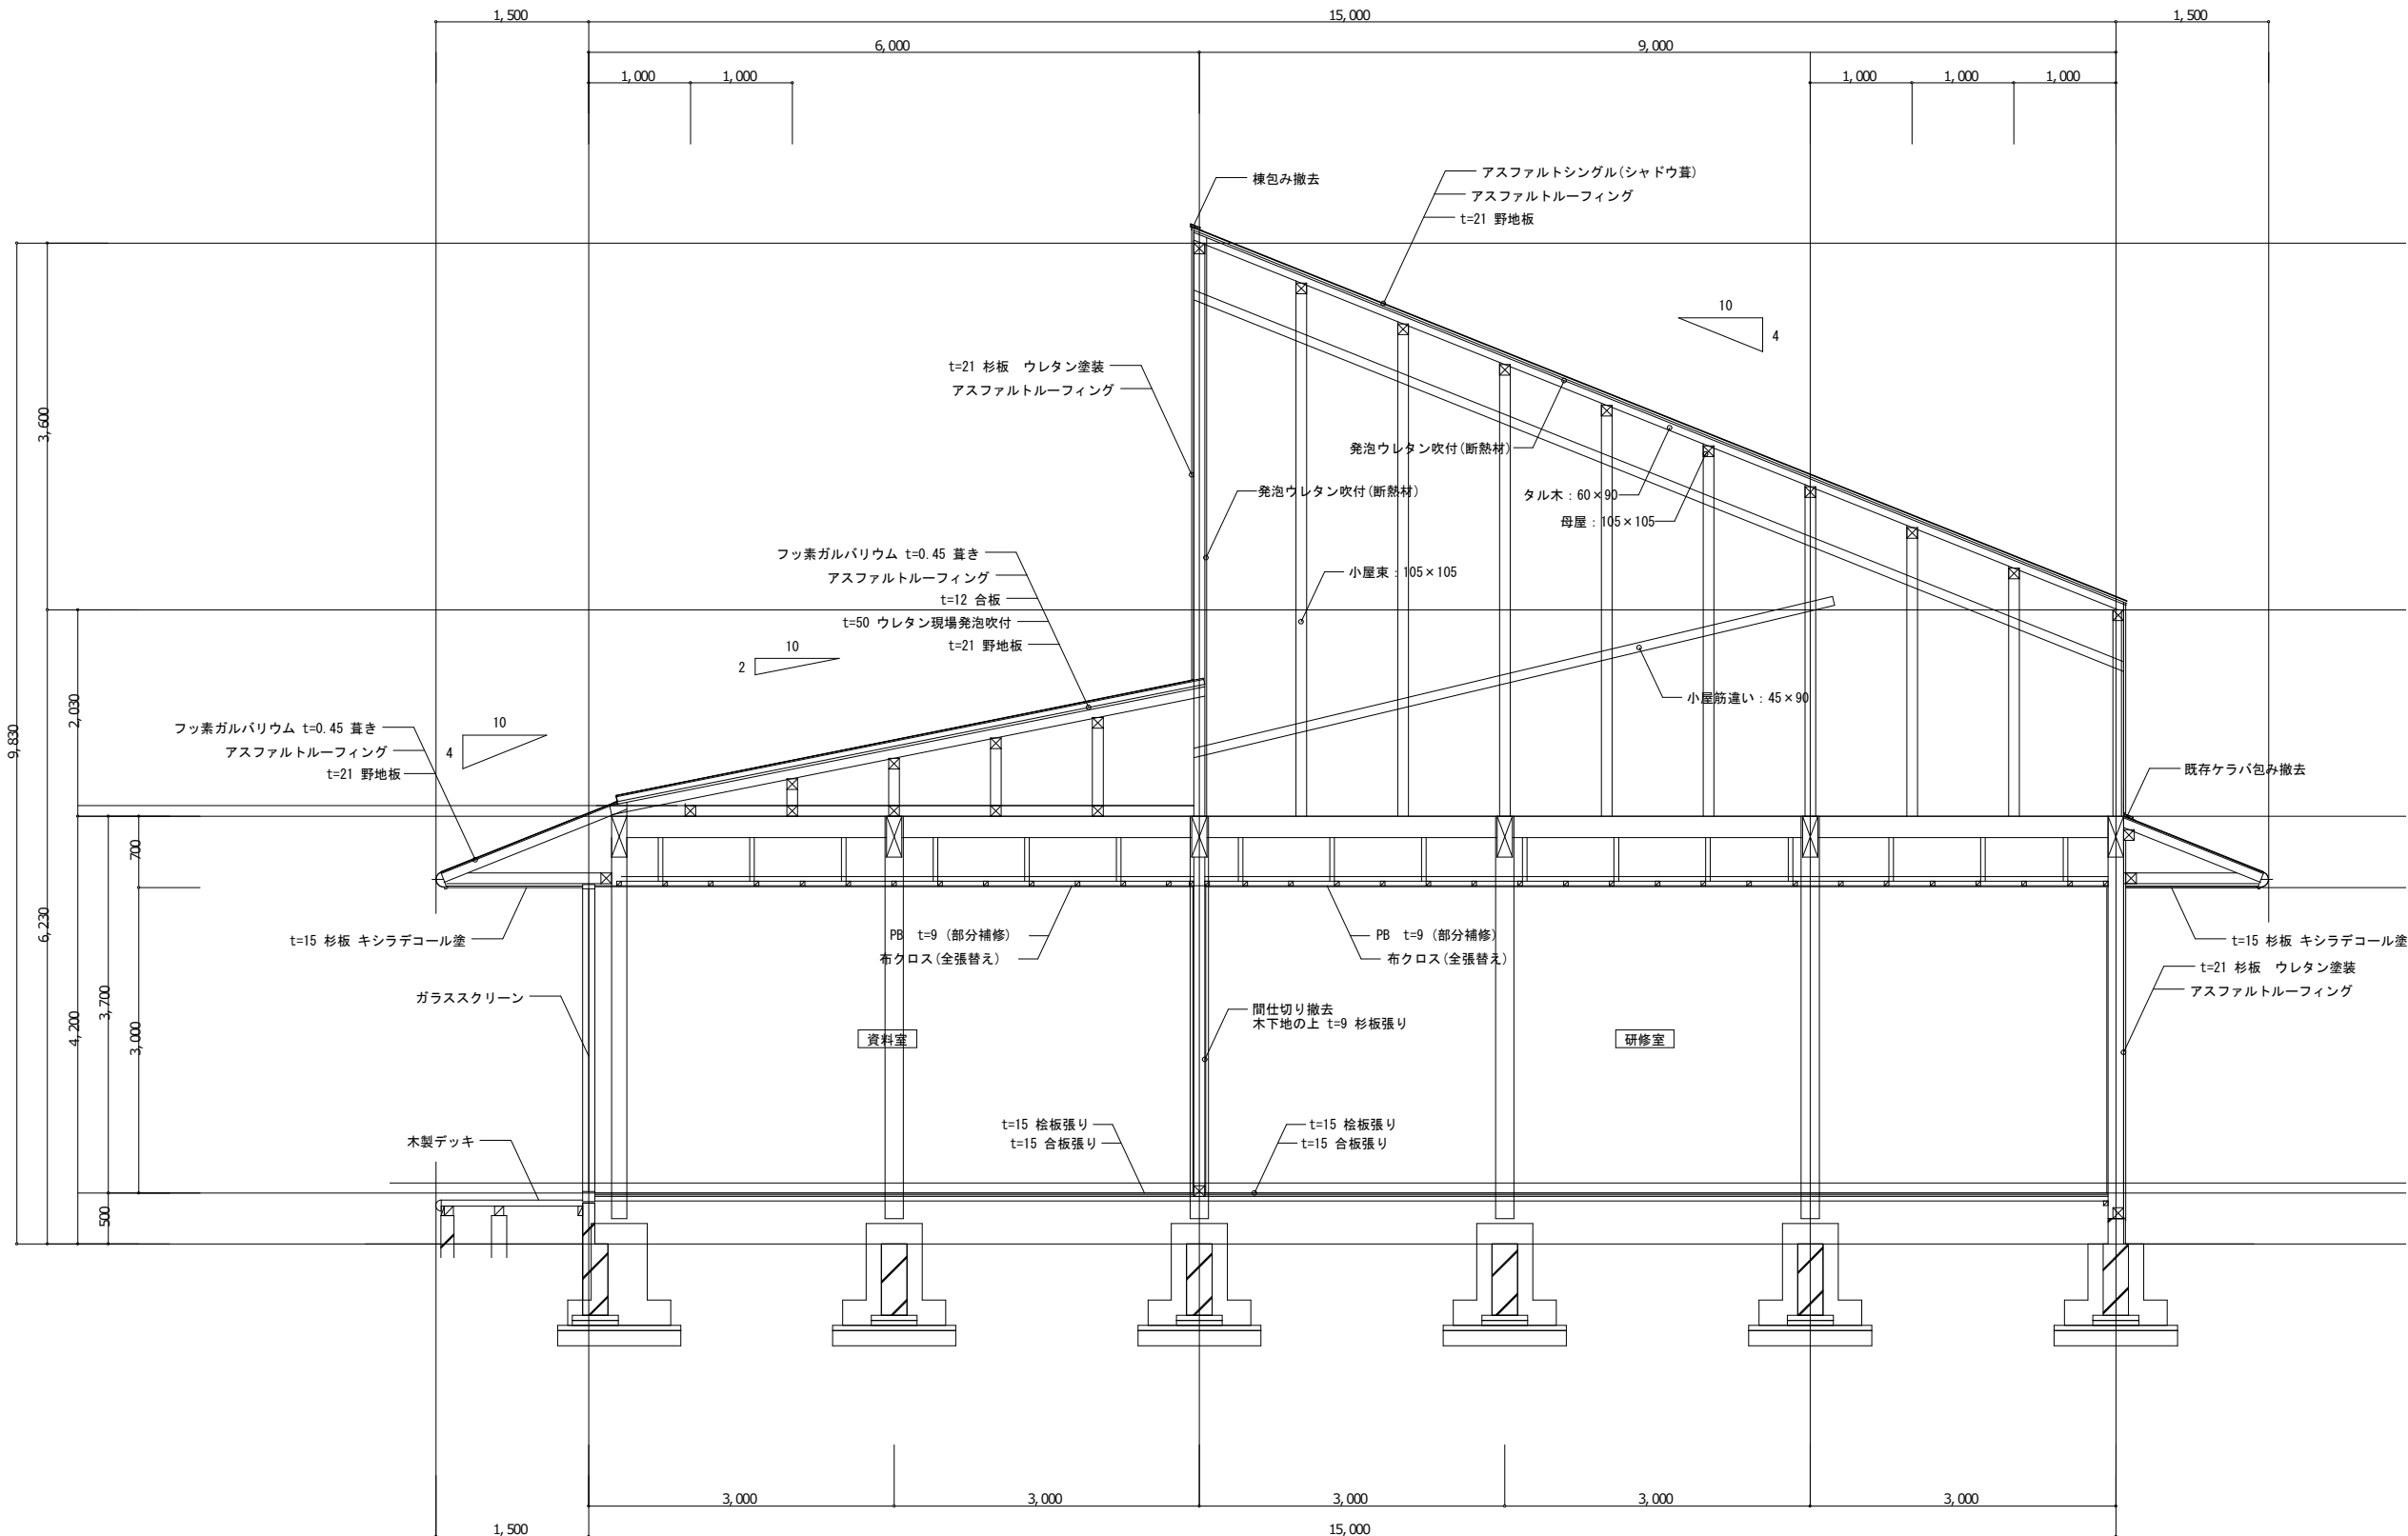 1,500
15,000
1,500
6,000
9,000
1,000
1,000
1,000
1,000
1,000
棟包み撤去
アスファルトシングル(シャドウ葺)
アスファルトルーフィング
t=21 野地板
10
4
t=21 杉板　ウレタン塗装
アスファルトルーフィング
3,600
発泡ウレタン吹付(断熱材)
発泡ウレタン吹付(断熱材)
タル木：60×90
母屋：105×105
フッ素ガルバリウム t=0.45 葺き
アスファルトルーフィング
t=12 合板
t=50 ウレタン現場発泡吹付
t=21 野地板
小屋束：105×105
10
2
小屋筋違い：45×90
2,030
9,830
フッ素ガルバリウム t=0.45 葺き
アスファルトルーフィング
t=21 野地板
10
4
既存ケラバ包み撤去
700
6,230
t=15 杉板 キシラデコール塗
PB　t=9 (部分補修)
布クロス(全張替え)
PB　t=9 (部分補修)
布クロス(全張替え)
t=15 杉板 キシラデコール塗
t=21 杉板　ウレタン塗装
アスファルトルーフィング
ガラススクリーン
間仕切り撤去
木下地の上 t=9 杉板張り
3,700
4,200
3,000
資料室
研修室
t=15 桧板張り
t=15 合板張り
t=15 桧板張り
t=15 合板張り
木製デッキ
500
3,000
3,000
3,000
3,000
3,000
1,500
15,000